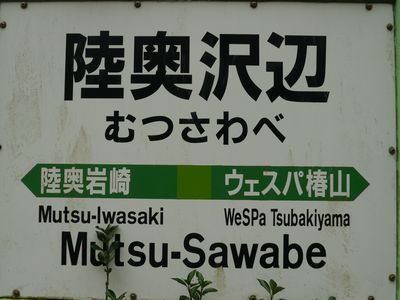 陸奥沢辺
むつさわべ
陸奥岩崎 ウェスパ椿山
Mutsu-Iwasaki WeSPa Tsubakiyama
Mutsu-Sawabe